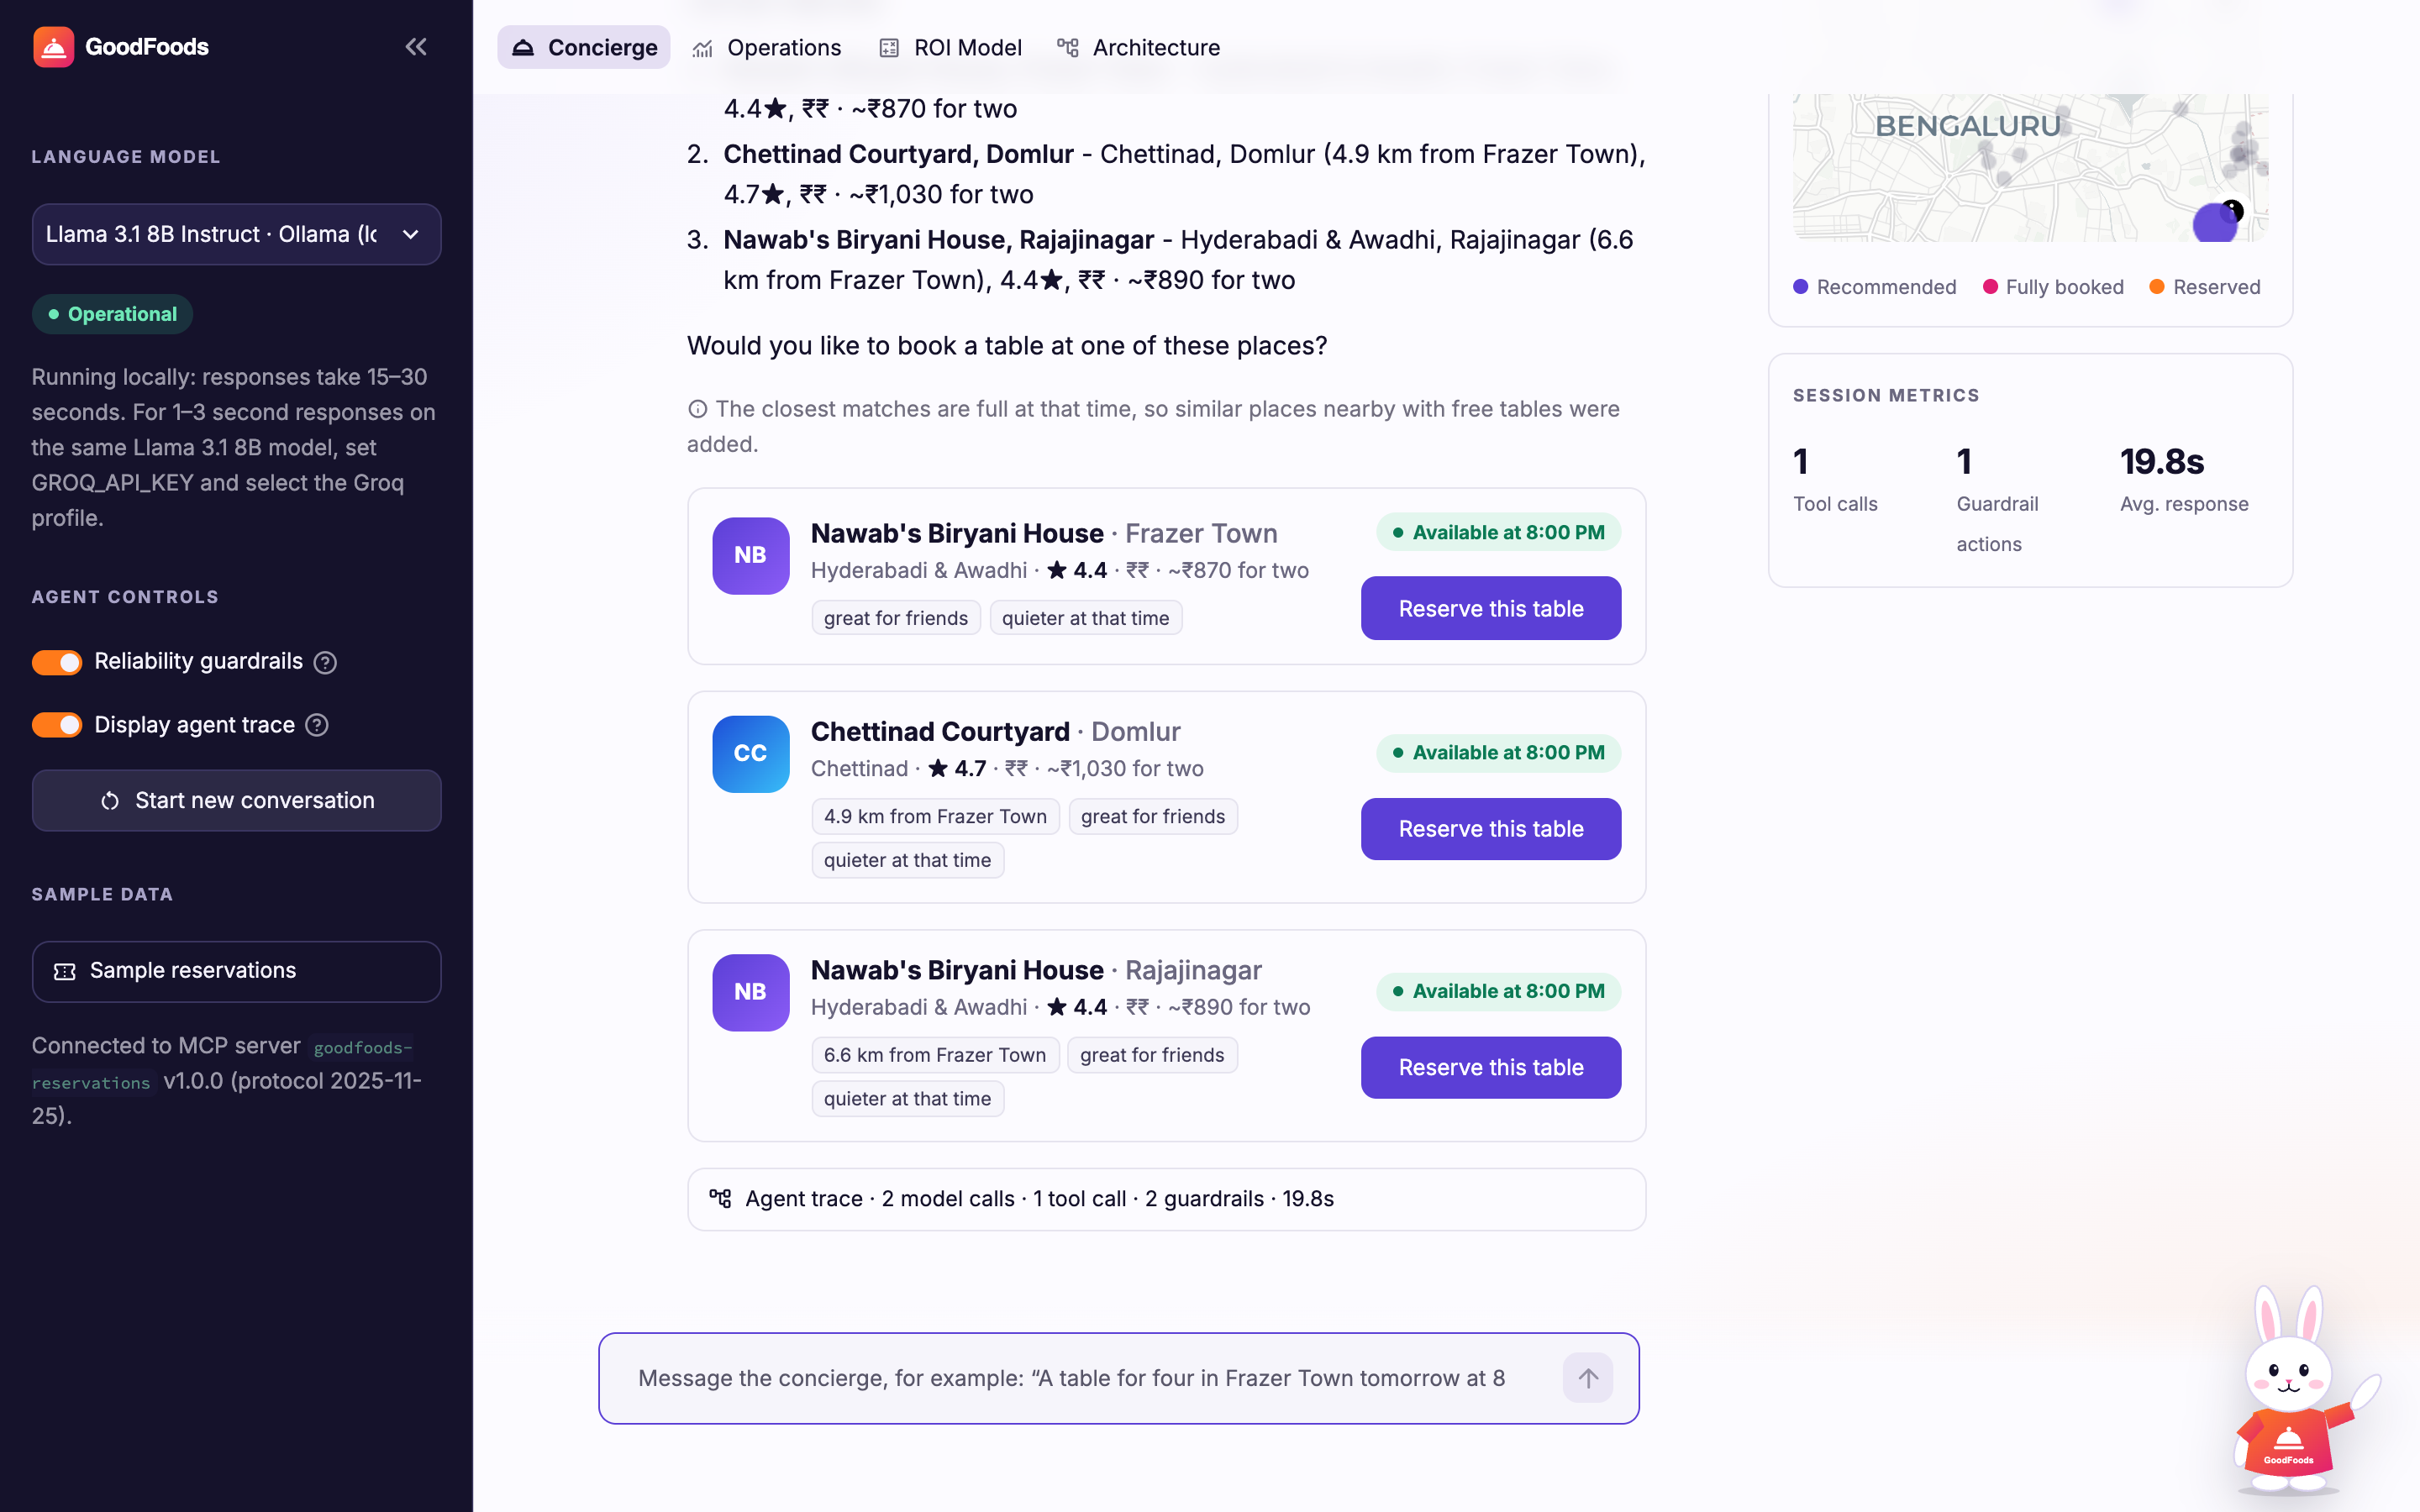 GoodFoods
LANGUAGE MODEL
Llama 3.1 8B Instruct · Ollama (lo
Operational
Running locally: responses take 15–30
seconds. For 1–3 second responses on
the same Llama 3.1 8B model, set
GROQ_API_KEY and select the Groq
profile.
AGENT CONTROLS
Reliability guardrails
Display agent trace
Start new conversation
SAMPLE DATA
Sample reservations
Connected to MCP server goodfoods-
reservations v1.0.0 (protocol 2025-11-
25).
Concierge Operations ROI Model Architecture
4.4★, ₹₹ · ~₹870 for two
2. Chettinad Courtyard, Domlur - Chettinad, Domlur (4.9 km from Frazer Town),
4.7★, ₹₹ · ~₹1,030 for two
3. Nawab's Biryani House, Rajajinagar - Hyderabadi & Awadhi, Rajajinagar (6.6
km from Frazer Town), 4.4★, ₹₹ · ~₹890 for two
Would you like to book a table at one of these places?
The closest matches are full at that time, so similar places nearby with free tables were
added.
NB
Nawab's Biryani House · Frazer Town
Hyderabadi & Awadhi · ★ 4.4 · ₹₹ · ~₹870 for two
great for friends quieter at that time
Available at 8:00 PM
Reserve this table
CC
Chettinad Courtyard · Domlur
Chettinad · ★ 4.7 · ₹₹ · ~₹1,030 for two
4.9 km from Frazer Town great for friends
quieter at that time
Available at 8:00 PM
Reserve this table
NB
Nawab's Biryani House · Rajajinagar
Hyderabadi & Awadhi · ★ 4.4 · ₹₹ · ~₹890 for two
6.6 km from Frazer Town great for friends
quieter at that time
Available at 8:00 PM
Reserve this table
Agent trace · 2 model calls · 1 tool call · 2 guardrails · 19.8s
Message the concierge, for example: “A table for four in Frazer Town tomorrow at 8
BENGALURU
Recommended Fully booked Reserved
SESSION METRICS
1 1 19.8s
Tool calls Guardrail Avg. response
actions
GoodFoods